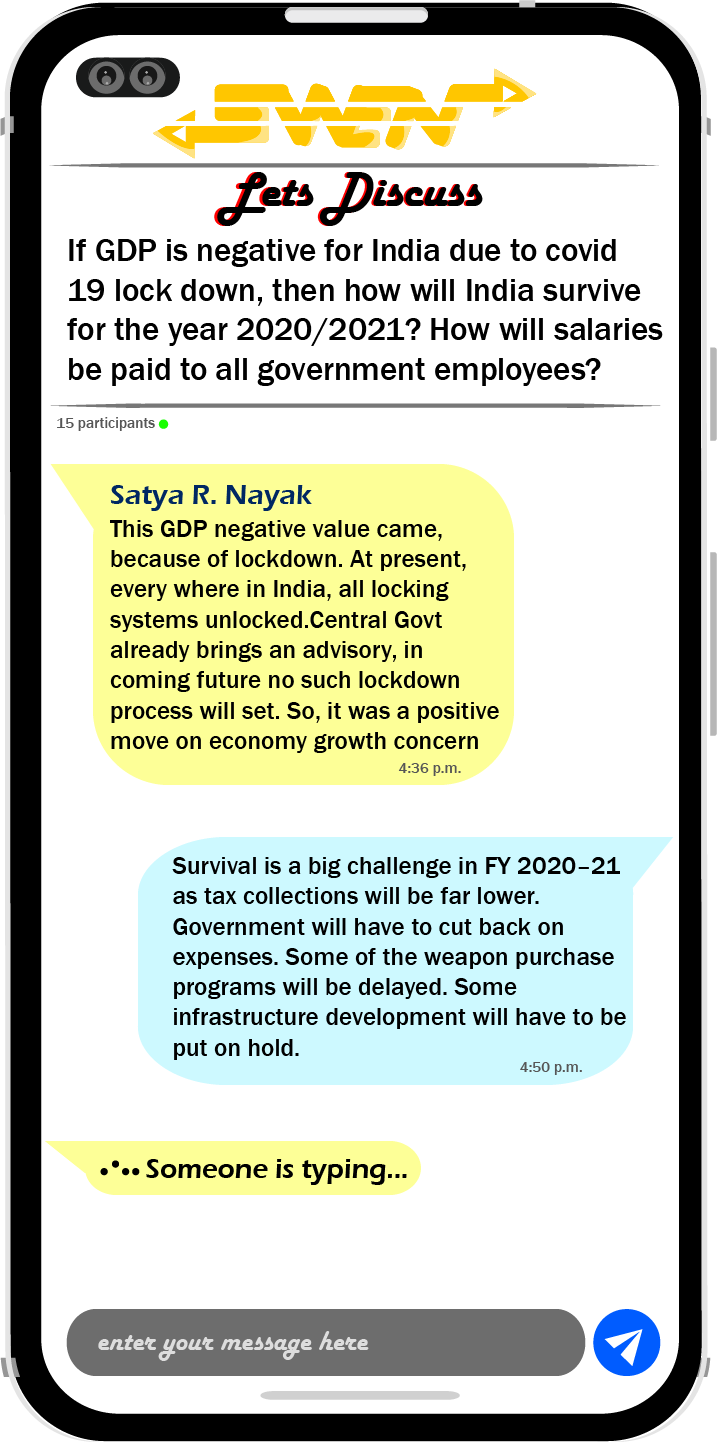 SWEN
Lets Discuss
If GDP is negative for India due to covid
19 lock down, then how will India survive
for the year 2020/2021? How will salaries
be paid to all government employees?
15 participants
Satya R. Nayak
This GDP negative value came,
because of lockdown. At present,
every where in India, all locking
systems unlocked.Central Govt
already brings an advisory, in
coming future no such lockdown
process will set. So, it was a positive
move on economy growth concern
4:36 p.m.
Survival is a big challenge in FY 2020–21
as tax collections will be far lower.
Government will have to cut back on
expenses. Some of the weapon purchase
programs will be delayed. Some
infrastructure development will have to be
put on hold.
4:50 p.m.
Someone is typing...
enter your message here